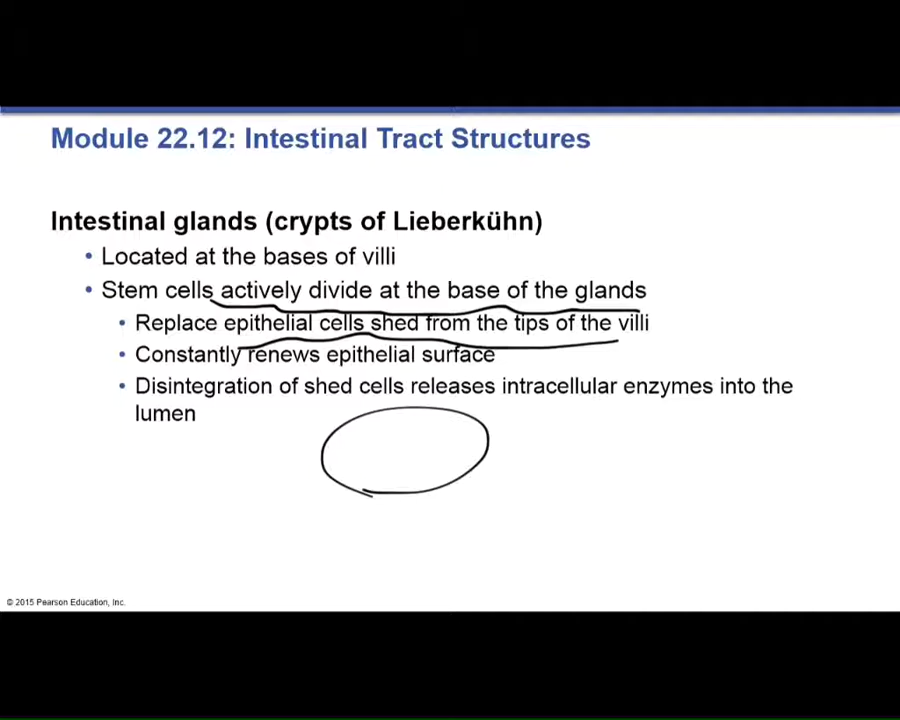 Module 22.12: Intestinal Tract Structures
Intestinal glands (crypts of Lieberkühn)
• Located at the bases of villi
• Stem cells actively divide at the base of the glands
• Replace epithelial cells shed from the tips of the villi
• Constantly renews epithelial surface
• Disintegration of shed cells releases intracellular enzymes into the
lumen
© 2015 Pearson Education, Inc.